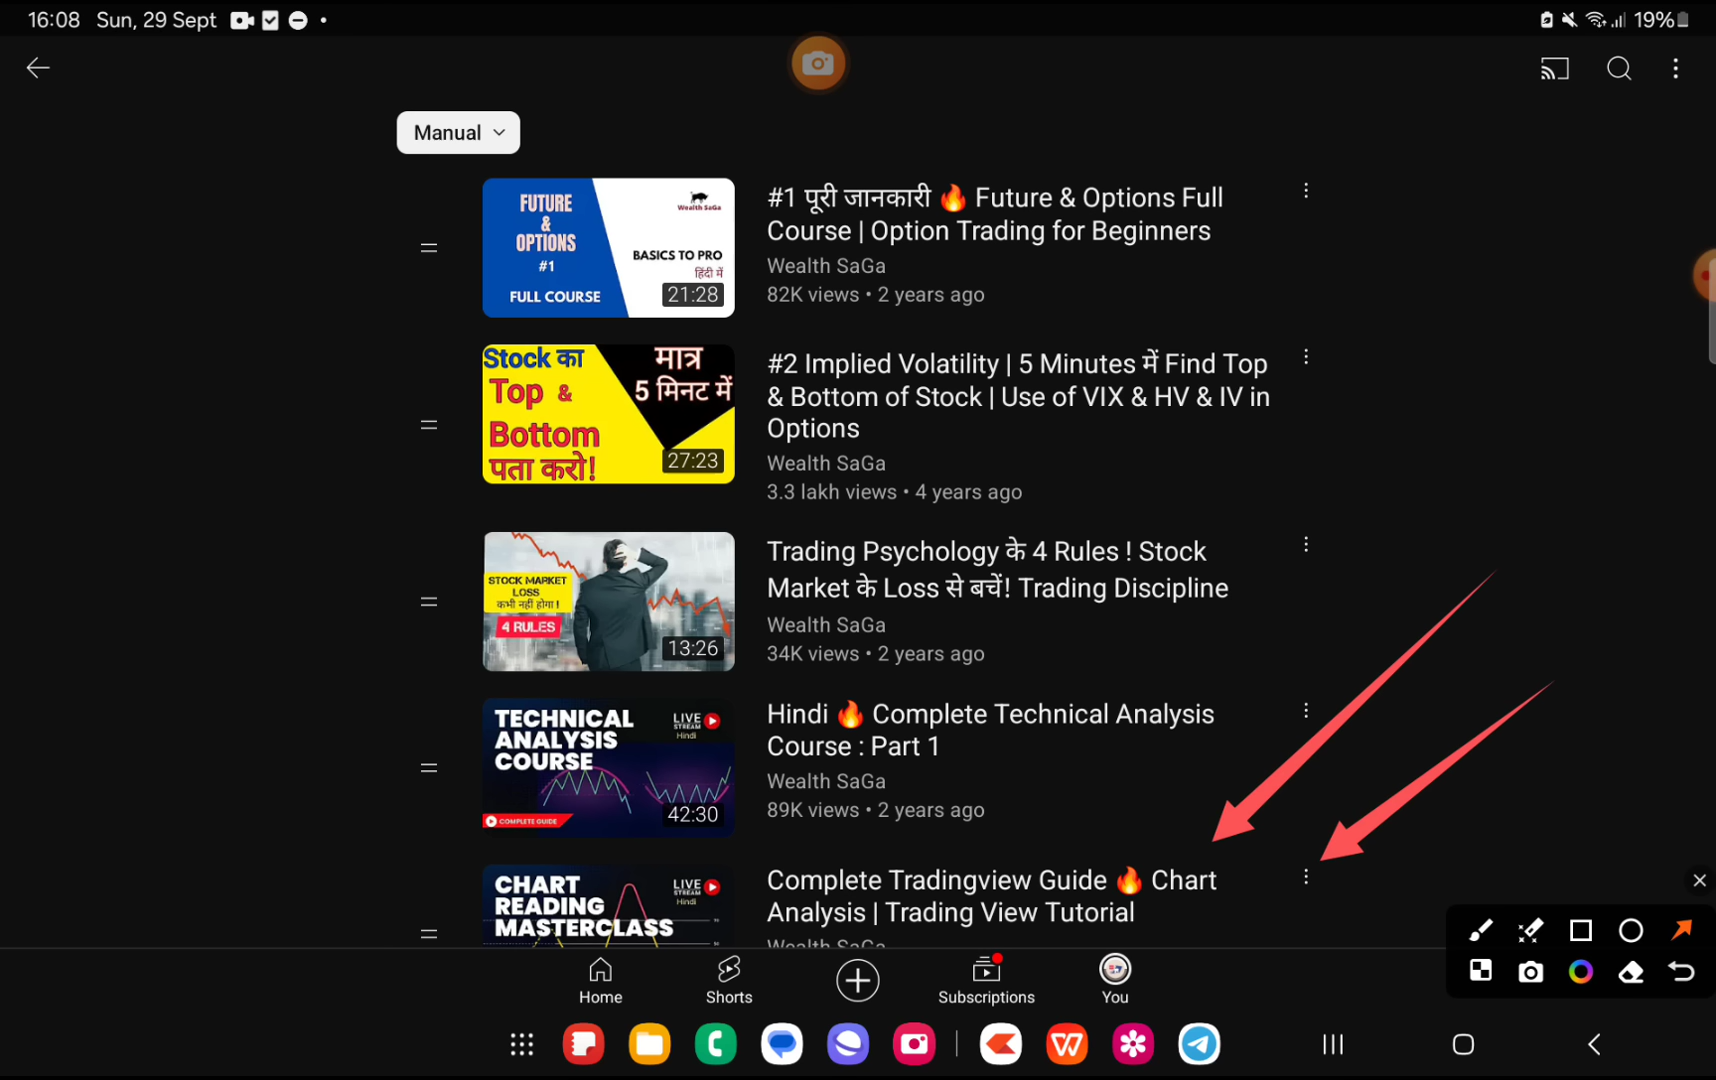 16:08 Sun, 29 Sept
19%
Manual
FUTURE
&
OPTIONS
#1
FULL COURSE
Wealth SaGa
BASICS TO PRO
हिंदी में
21:28
#1 पूरी जानकारी 🔥 Future & Options Full
Course | Option Trading for Beginners
Wealth SaGa
82K views • 2 years ago
Stock का
Top &
Bottom
पता करो!
मात्र
5 मिनट में
27:23
#2 Implied Volatility | 5 Minutes में Find Top
& Bottom of Stock | Use of VIX & HV & IV in
Options
Wealth SaGa
3.3 lakh views • 4 years ago
STOCK MARKET
LOSS
कभी नहीं होगा !
4 RULES
13:26
Trading Psychology के 4 Rules ! Stock
Market के Loss से बचें! Trading Discipline
Wealth SaGa
34K views • 2 years ago
TECHNICAL
ANALYSIS
COURSE
LIVE
STREAM
Hindi
COMPLETE GUIDE
42:30
Hindi 🔥 Complete Technical Analysis
Course : Part 1
Wealth SaGa
89K views • 2 years ago
CHART
READING
MASTERCLASS
LIVE
STREAM
Hindi
Complete Tradingview Guide 🔥 Chart
Analysis | Trading View Tutorial
Wealth SaGa
Home
Shorts
Subscriptions
You